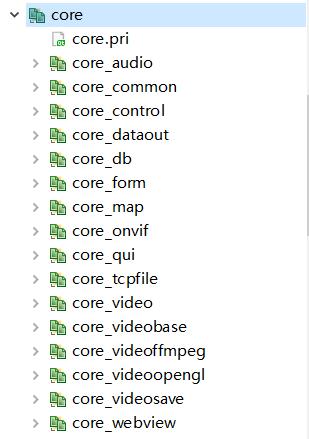 core
core.pri
core_audio
core_common
core_control
core_dataout
core_db
core_form
core_map
core_onvif
core_qui
core_tcpfile
core_video
core_videobase
core_videoffmpeg
core_videoopengl
core_videosave
core_webview